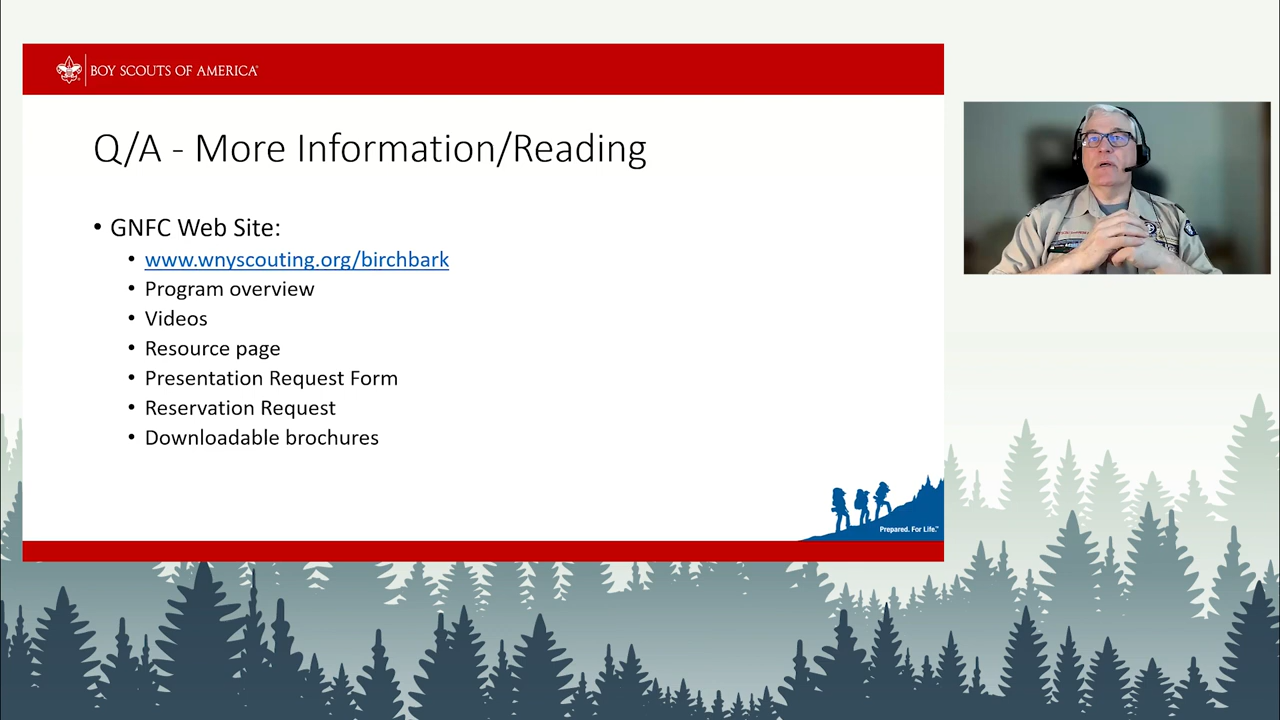 BOY SCOUTS OF AMERICA®
Q/A - More Information/Reading
• GNFC Web Site:
• www.wnyscouting.org/birchbark
• Program overview
• Videos
• Resource page
• Presentation Request Form
• Reservation Request
• Downloadable brochures
Prepared. For Life.™